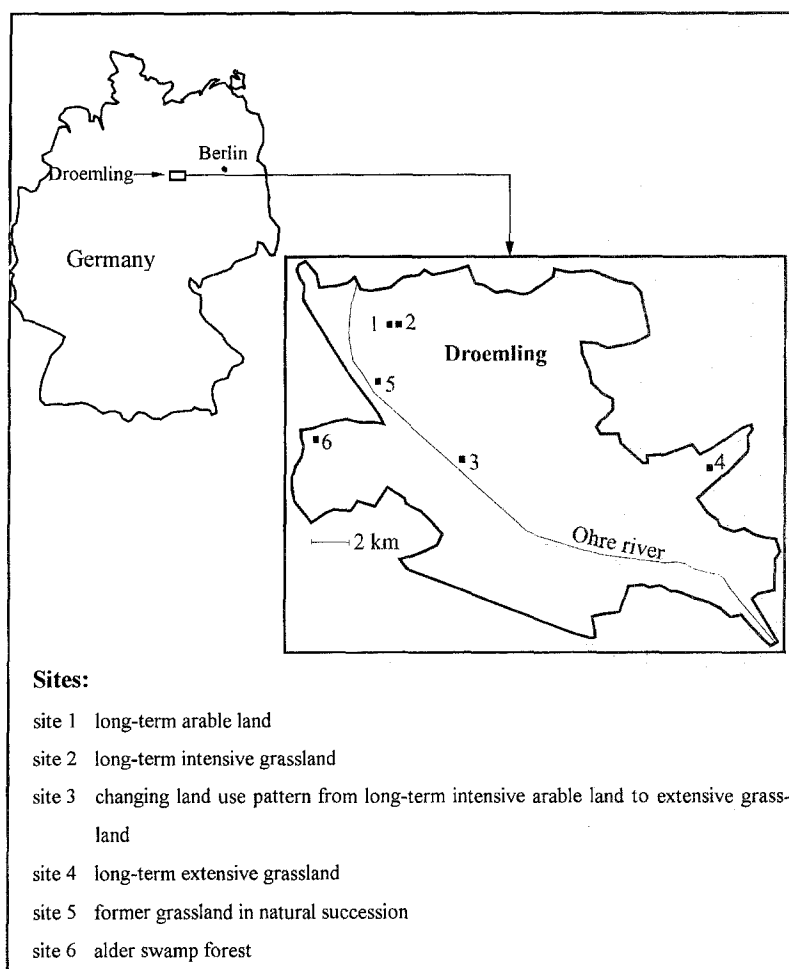 Berlin
Droemling
Germany
1 2
Droemling
5
6
3
4
2 km
Ohre river
Sites:
site 1 long-term arable land
site 2 long-term intensive grassland
site 3 changing land use pattern from long-term intensive arable land to extensive grass-
land
site 4 long-term extensive grassland
site 5 former grassland in natural succession
site 6 alder swamp forest